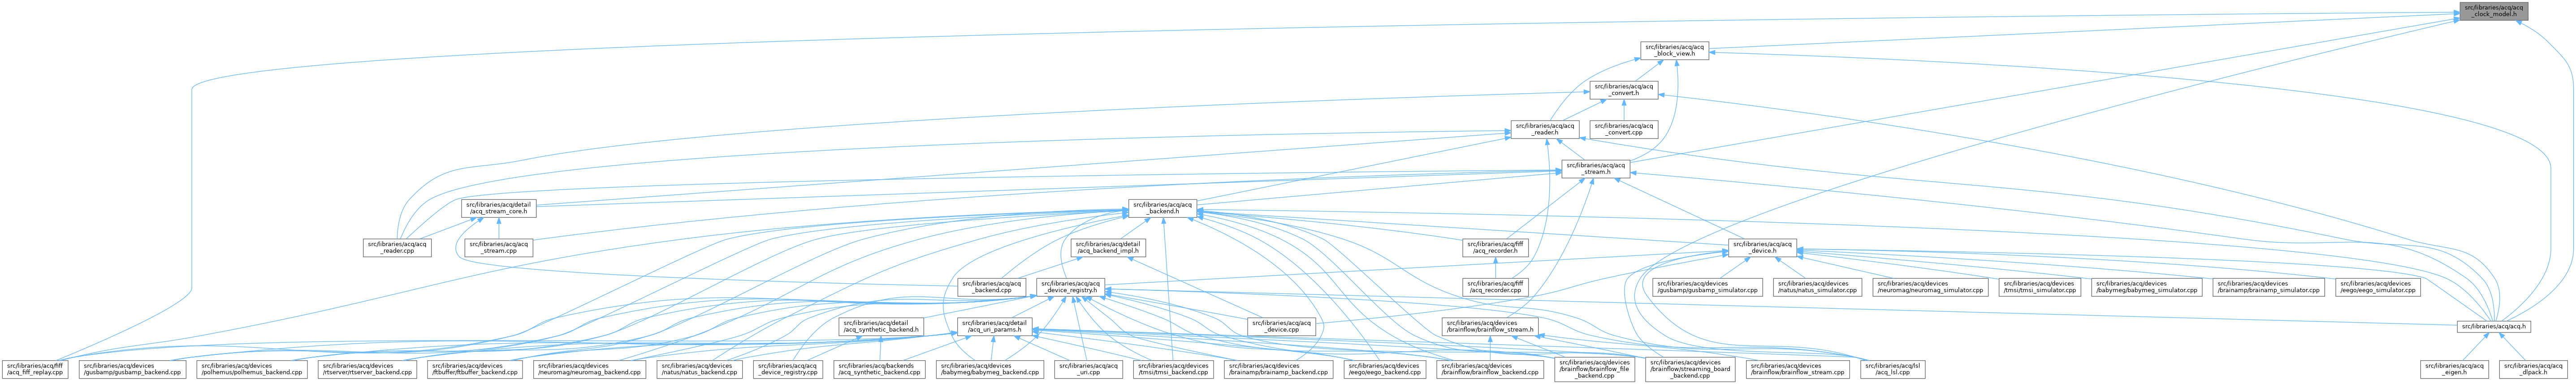 src/libraries/acq/acq
_clock_model.h
src/libraries/acq/acq
_block_view.h
src/libraries/acq/acq
_convert.h
src/libraries/acq/acq
_reader.h
src/libraries/acq/acq
_convert.cpp
src/libraries/acq/acq
_stream.h
src/libraries/acq/detail
/acq_stream_core.h
src/libraries/acq/acq
_backend.h
src/libraries/acq/acq
_reader.cpp
src/libraries/acq/acq
_stream.cpp
src/libraries/acq/detail
/acq_backend_impl.h
src/libraries/acq/fiff
/acq_recorder.h
src/libraries/acq/acq
_device.h
src/libraries/acq/acq
_backend.cpp
src/libraries/acq/acq
_device_registry.h
src/libraries/acq/fiff
/acq_recorder.cpp
src/libraries/acq/devices
/gusbamp/gusbamp_simulator.cpp
src/libraries/acq/devices
/natus/natus_simulator.cpp
src/libraries/acq/devices
/neuromag/neuromag_simulator.cpp
src/libraries/acq/devices
/tmsi/tmsi_simulator.cpp
src/libraries/acq/devices
/babymeg/babymeg_simulator.cpp
src/libraries/acq/devices
/brainamp/brainamp_simulator.cpp
src/libraries/acq/devices
/eego/eego_simulator.cpp
src/libraries/acq/detail
/acq_synthetic_backend.h
src/libraries/acq/detail
/acq_uri_params.h
src/libraries/acq/acq
_device.cpp
src/libraries/acq/devices
/brainflow/brainflow_stream.h
src/libraries/acq/acq.h
src/libraries/acq/fiff
/acq_fiff_replay.cpp
src/libraries/acq/devices
/gusbamp/gusbamp_backend.cpp
src/libraries/acq/devices
/polhemus/polhemus_backend.cpp
src/libraries/acq/devices
/rtserver/rtserver_backend.cpp
src/libraries/acq/devices
/ftbuffer/ftbuffer_backend.cpp
src/libraries/acq/devices
/neuromag/neuromag_backend.cpp
src/libraries/acq/devices
/natus/natus_backend.cpp
src/libraries/acq/acq
_device_registry.cpp
src/libraries/acq/backends
/acq_synthetic_backend.cpp
src/libraries/acq/devices
/babymeg/babymeg_backend.cpp
src/libraries/acq/acq
_uri.cpp
src/libraries/acq/devices
/tmsi/tmsi_backend.cpp
src/libraries/acq/devices
/brainamp/brainamp_backend.cpp
src/libraries/acq/devices
/eego/eego_backend.cpp
src/libraries/acq/devices
/brainflow/brainflow_backend.cpp
src/libraries/acq/devices
/brainflow/brainflow_file
_backend.cpp
src/libraries/acq/devices
/brainflow/streaming_board
_backend.cpp
src/libraries/acq/devices
/brainflow/brainflow_stream.cpp
src/libraries/acq/lsl
/acq_lsl.cpp
src/libraries/acq/acq
_eigen.h
src/libraries/acq/acq
_dlpack.h